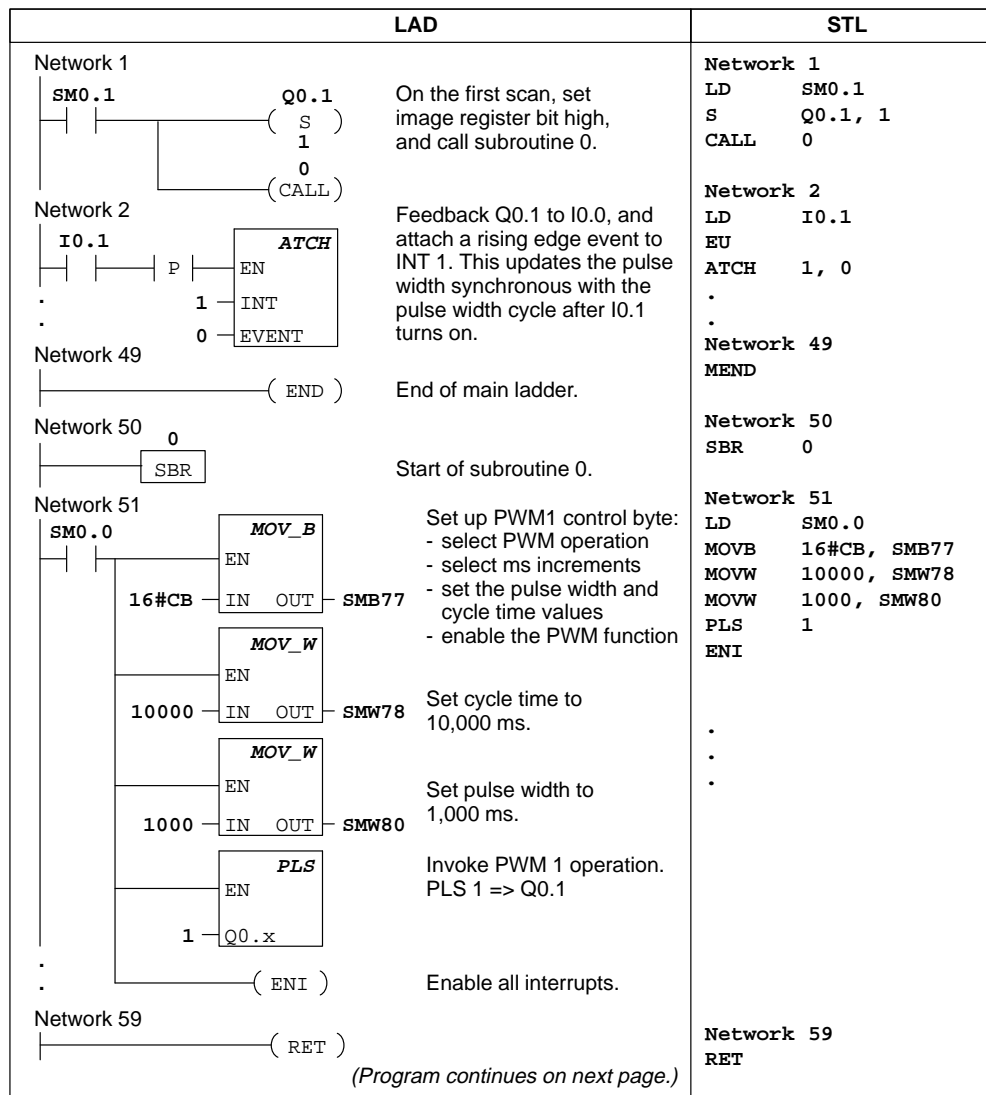 LAD
STL
Network 1
SM0.1
Q0.1
S
1
0
CALL
On the first scan, set
image register bit high,
and call subroutine 0.
Network 2
I0.1
P
ATCH
EN
1 INT
0 EVENT
Feedback Q0.1 to I0.0, and
attach a rising edge event to
INT 1. This updates the pulse
width synchronous with the
pulse width cycle after I0.1
turns on.
.
.
Network 49
( END )
End of main ladder.
Network 50
0
SBR
Start of subroutine 0.
Network 51
SM0.0
MOV_B
EN
16#CB IN OUT SMB77
Set up PWM1 control byte:
- select PWM operation
- select ms increments
- set the pulse width and
cycle time values
- enable the PWM function
MOV_W
EN
10000 IN OUT SMW78
Set cycle time to
10,000 ms.
MOV_W
EN
1000 IN OUT SMW80
Set pulse width to
1,000 ms.
PLS
EN
1 Q0.x
Invoke PWM 1 operation.
PLS 1 => Q0.1
.
.
( ENI )
Enable all interrupts.
Network 59
( RET )
(Program continues on next page.)
Network 1
LD SM0.1
S Q0.1, 1
CALL 0
Network 2
LD I0.1
EU
ATCH 1, 0
.
.
Network 49
MEND
Network 50
SBR 0
Network 51
LD SM0.0
MOVB 16#CB, SMB77
MOVW 10000, SMW78
MOVW 1000, SMW80
PLS 1
ENI
.
.
.
Network 59
RET